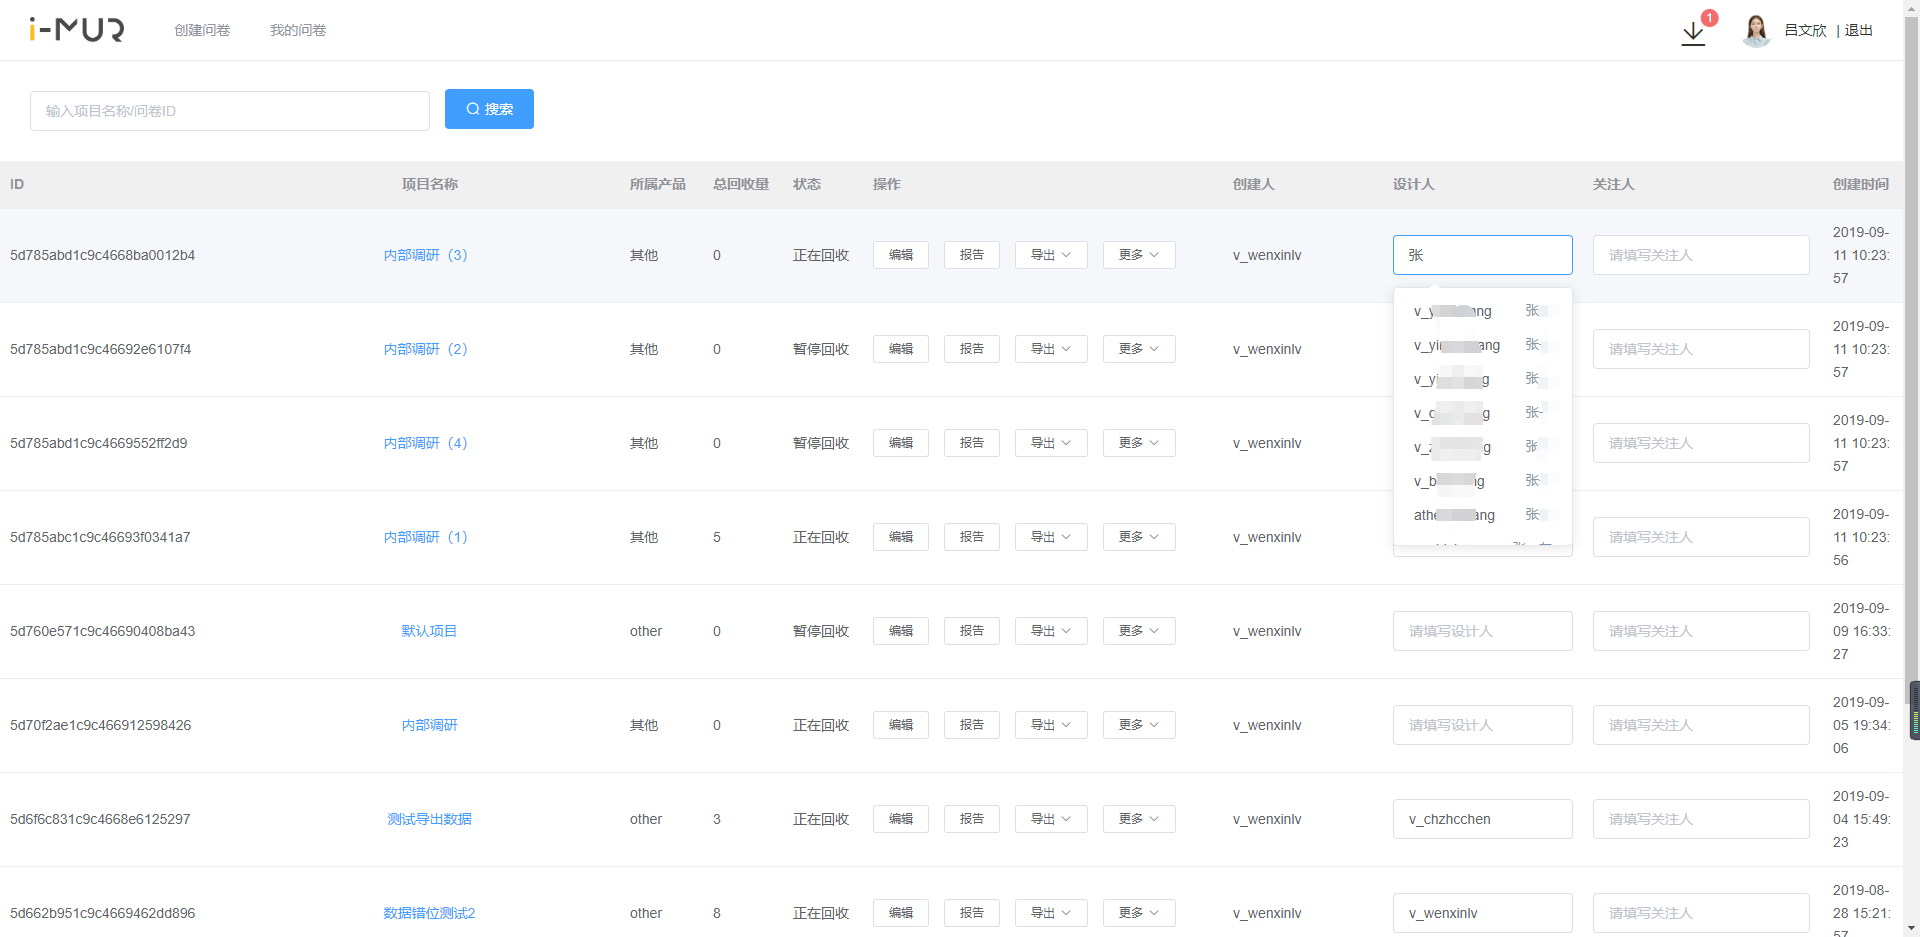 i-MUR 创建问卷 我的问卷 1 吕文欣 | 退出
输入项目名称/问卷ID 搜索
ID 项目名称 所属产品 总回收量 状态 操作 创建人 设计人 关注人 创建时间
5d785abd1c9c4668ba0012b4 内部调研（3） 其他 0 正在回收 编辑 报告 导出 更多 v_wenxinlv 张 请填写关注人 2019-09-
11 10:23:
57
张
张
张
张
张
张
张
5d785abd1c9c46692e6107f4 内部调研（2） 其他 0 暂停回收 编辑 报告 导出 更多 v_wenxinlv 请填写关注人 2019-09-
11 10:23:
57
5d785abd1c9c4669552ff2d9 内部调研（4） 其他 0 暂停回收 编辑 报告 导出 更多 v_wenxinlv 请填写关注人 2019-09-
11 10:23:
57
5d785abc1c9c46693f0341a7 内部调研（1） 其他 5 正在回收 编辑 报告 导出 更多 v_wenxinlv 请填写关注人 2019-09-
11 10:23:
56
5d760e571c9c46690408ba43 默认项目 other 0 暂停回收 编辑 报告 导出 更多 v_wenxinlv 请填写设计人 请填写关注人 2019-09-
09 16:33:
27
5d70f2ae1c9c466912598426 内部调研 其他 0 正在回收 编辑 报告 导出 更多 v_wenxinlv 请填写设计人 请填写关注人 2019-09-
05 19:34:
06
5d6f6c831c9c4668e6125297 测试导出数据 other 3 正在回收 编辑 报告 导出 更多 v_wenxinlv v_chzhcchen 请填写关注人 2019-09-
04 15:49:
23
5d662b951c9c4669462dd896 数据错位测试2 other 8 正在回收 编辑 报告 导出 更多 v_wenxinlv v_wenxinlv 请填写关注人 2019-08-
28 15:21:
57